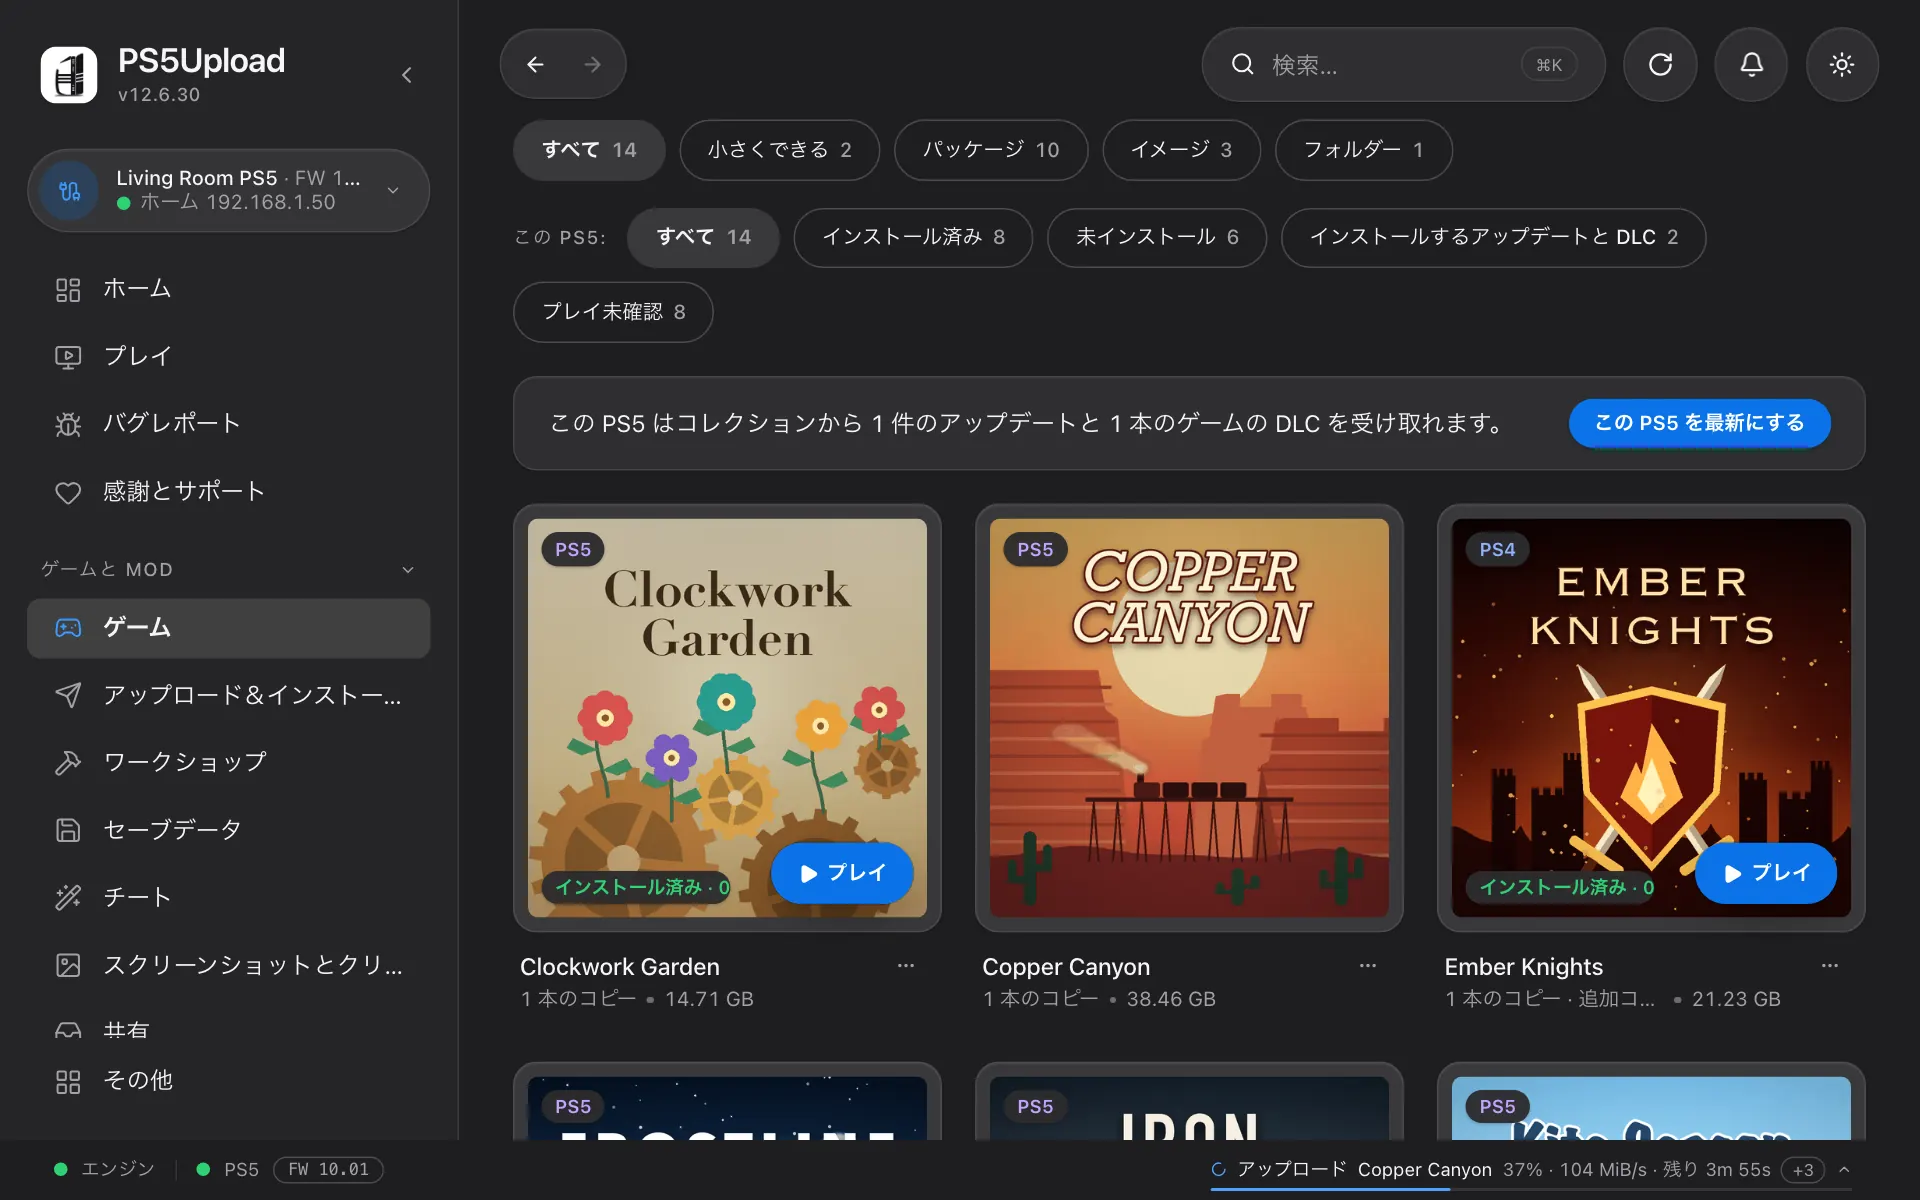 PS5Upload
v12.6.30
Living Room PS5 · FW 1...
ホーム 192.168.1.50
ホーム
プレイ
バグレポート
感謝とサポート
ゲームと MOD
ゲーム
アップロード＆インストー...
ワークショップ
セーブデータ
チート
スクリーンショットとクリ...
共有
その他
検索...
⌘K
すべて 14
小さくできる 2
パッケージ 10
イメージ 3
フォルダー 1
この PS5:
すべて 14
インストール済み 8
未インストール 6
インストールするアップデートと DLC 2
プレイ未確認 8
この PS5 はコレクションから 1 件のアップデートと 1 本のゲームの DLC を受け取れます。
この PS5 を最新にする
PS5
Clockwork
Garden
インストール済み · 0
プレイ
Clockwork Garden
1 本のコピー • 14.71 GB
PS5
COPPER
CANYON
Copper Canyon
1 本のコピー • 38.46 GB
PS4
EMBER
KNIGHTS
インストール済み · 0
プレイ
Ember Knights
1 本のコピー · 追加コ... • 21.23 GB
PS5
PS5
IRON
PS5
エンジン
PS5
FW 10.01
アップロード Copper Canyon 37% · 104 MiB/s · 残り 3m 55s
+3